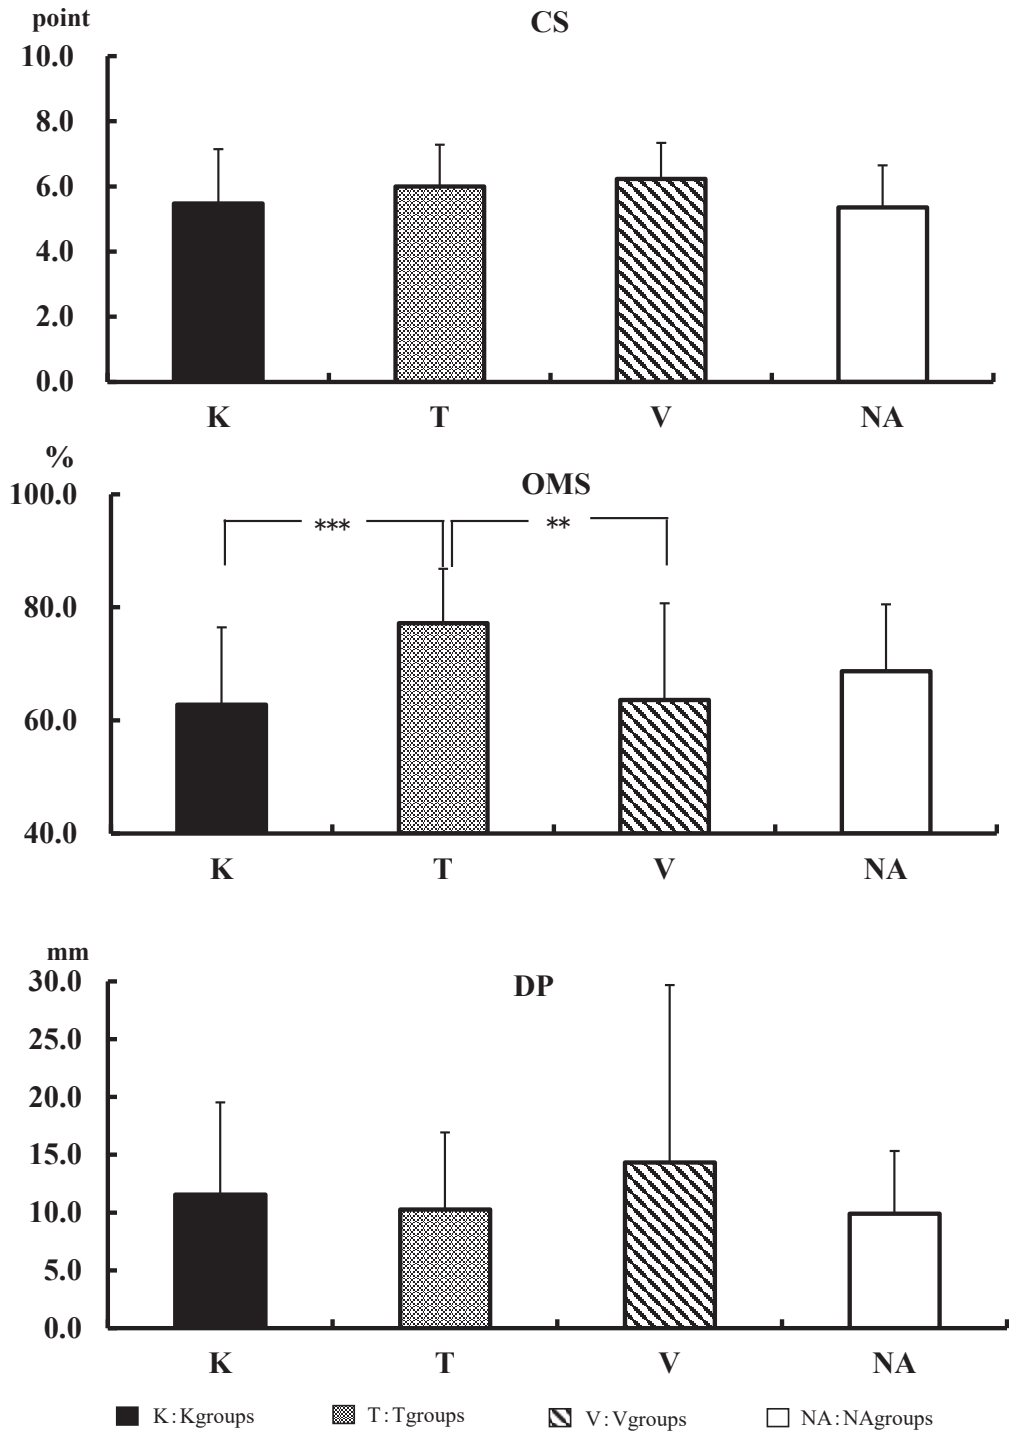 point
CS
10.0
8.0
6.0
4.0
2.0
0.0
K T V NA
%
OMS
100.0
*** **
80.0
60.0
40.0
K T V NA
mm
DP
30.0
25.0
20.0
15.0
10.0
5.0
0.0
K T V NA
K:Kgroups T:Tgroups V:Vgroups NA:NAgroups